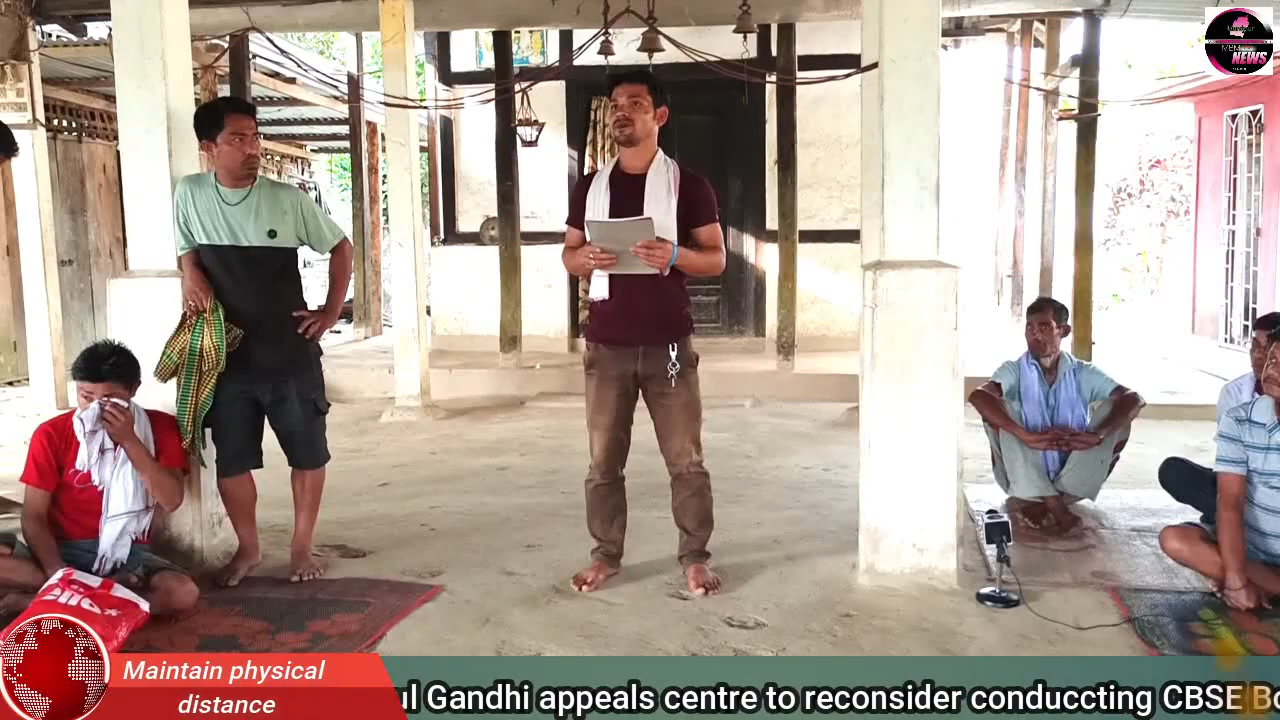 NEWS
Maintain physical
distance
ul Gandhi appeals centre to reconsider conduccting CBSE Bo